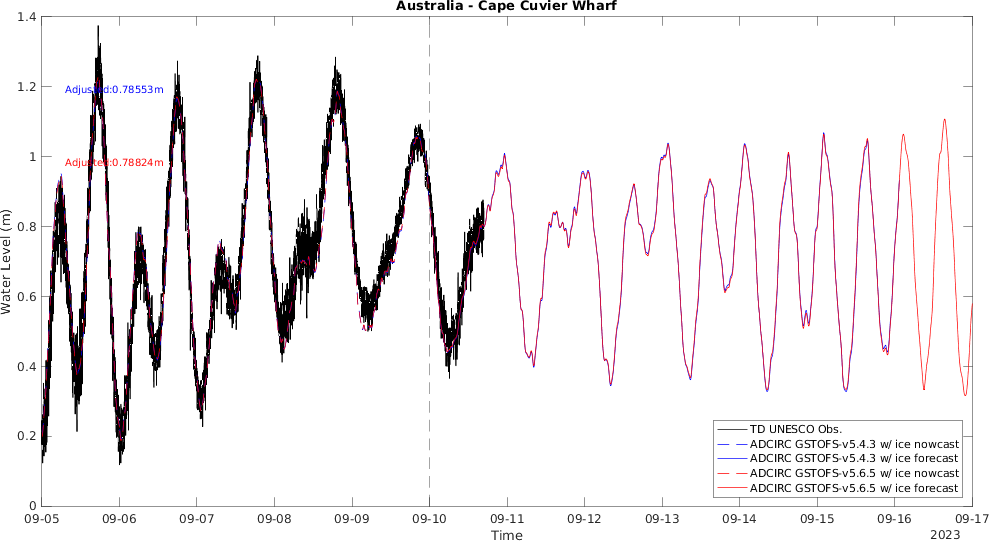 Australia - Cape Cuvier Wharf
1.4
1.2
1
0.8
0.6
0.4
0.2
0
Water Level (m)
Adjusted:0.78553m
Adjusted:0.78824m
TD UNESCO Obs.
ADCIRC GSTOFS-v5.4.3 w/ ice nowcast
ADCIRC GSTOFS-v5.4.3 w/ ice forecast
ADCIRC GSTOFS-v5.6.5 w/ ice nowcast
ADCIRC GSTOFS-v5.6.5 w/ ice forecast
09-05 09-06 09-07 09-08 09-09 09-10 09-11 09-12 09-13 09-14 09-15 09-16 09-17
Time
2023